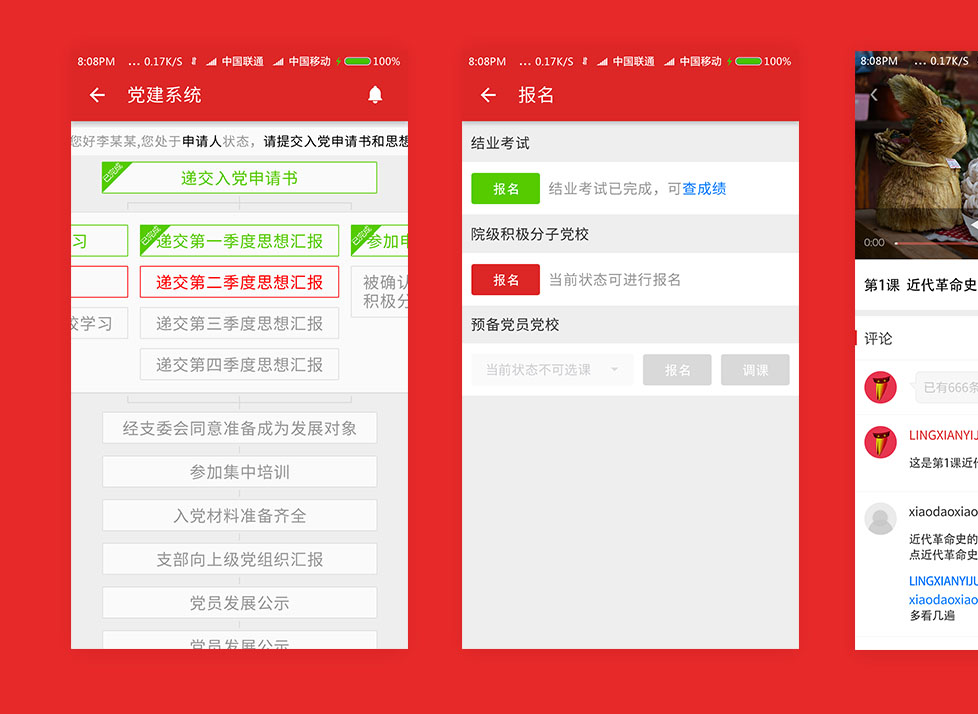 8:08PM ... 0.17K/S 中国联通 中国移动 100%
党建系统
您好李某某,您处于申请人状态，请提交入党申请书和思想
已完成
递交入党申请书
习
已完成
递交第一季度思想汇报
已完成
参加申
递交第二季度思想汇报
被确认
积极分
校学习
递交第三季度思想汇报
递交第四季度思想汇报
经支委会同意准备成为发展对象
参加集中培训
入党材料准备齐全
支部向上级党组织汇报
党员发展公示
党员发展公示
8:08PM ... 0.17K/S 中国联通 中国移动 100%
报名
结业考试
报名 结业考试已完成，可查成绩
院级积极分子党校
报名 当前状态可进行报名
预备党员党校
当前状态不可选课 报名 调课
8:08PM ... 0.17K/S
0:00
第1课 近代革命史
评论
已有666条
LINGXIANYIJU
这是第1课近代
xiaodaoxiao
近代革命史的
点近代革命史
LINGXIANYIJU
xiaodaoxiao
多看几遍